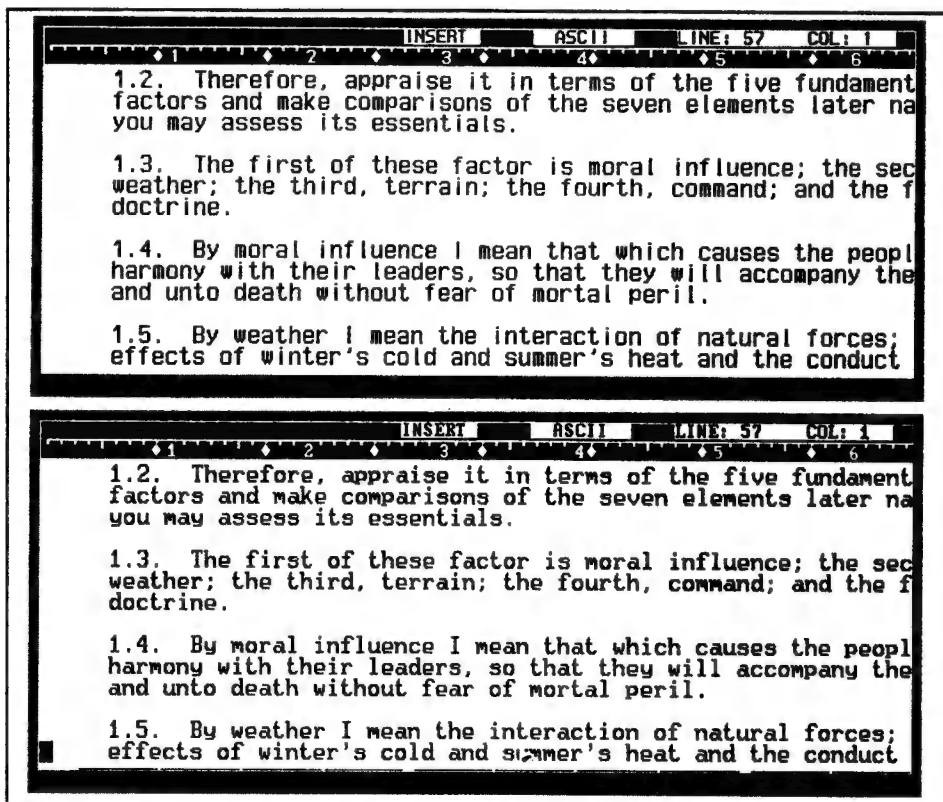 INSERT ASCII LINE: 57 COL: 1
1 2 3 4 5 6
1.2. Therefore, appraise it in terms of the five fundament
factors and make comparisons of the seven elements later na
you may assess its essentials.
1.3. The first of these factor is moral influence; the sec
weather; the third, terrain; the fourth, command; and the f
doctrine.
1.4. By moral influence I mean that which causes the peopl
harmony with their leaders, so that they will accompany the
and unto death without fear of mortal peril.
1.5. By weather I mean the interaction of natural forces;
effects of winter's cold and summer's heat and the conduct
INSERT ASCII LINE: 57 COL: 1
1 2 3 4 5 6
1.2. Therefore, appraise it in terms of the five fundament
factors and make comparisons of the seven elements later na
you may assess its essentials.
1.3. The first of these factor is moral influence; the sec
weather; the third, terrain; the fourth, command; and the f
doctrine.
1.4. By moral influence I mean that which causes the peopl
harmony with their leaders, so that they will accompany the
and unto death without fear of mortal peril.
1.5. By weather I mean the interaction of natural forces;
effects of winter's cold and summer's heat and the conduct